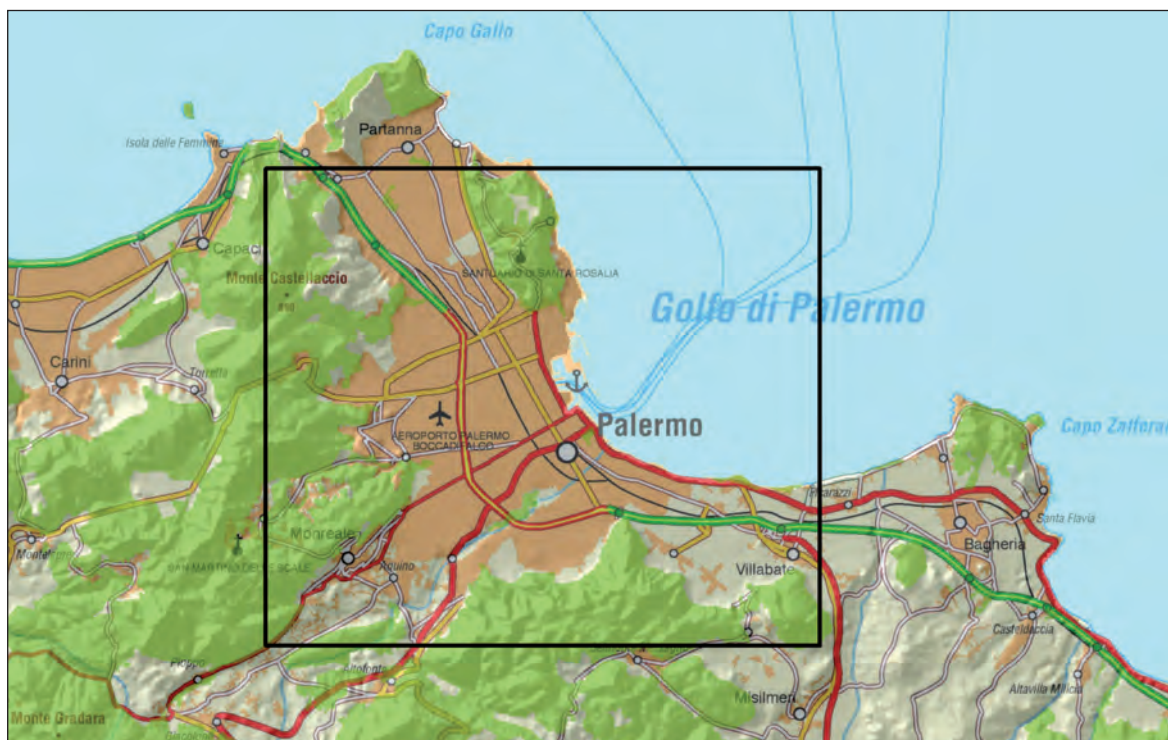 Capo Gallo
Partanna
Isola delle Femmine
Capaci
SANTUARIO DI SANTA ROSALIA
Monte Castellaccio
890
Golfo di Palermo
Carini
Torretta
Capo Zafferan
AEROPORTO PALERMO
BOCCADIFALCO
Palermo
Ficarazzi
Santa Flavia
Monreale
Bagheria
Montelepre
SAN MARTINO DELLE SCALE
Aquino
Villabate
Casteldaccia
Pioppo
Altofonte
Misilmeri
Altavilla Milicia
Monte Gradara